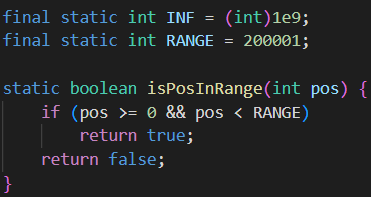 final static int INF = (int)1e9;
final static int RANGE = 200001;

static boolean isPosInRange(int pos) {
    if (pos >= 0 && pos < RANGE)
        return true;
    return false;
}